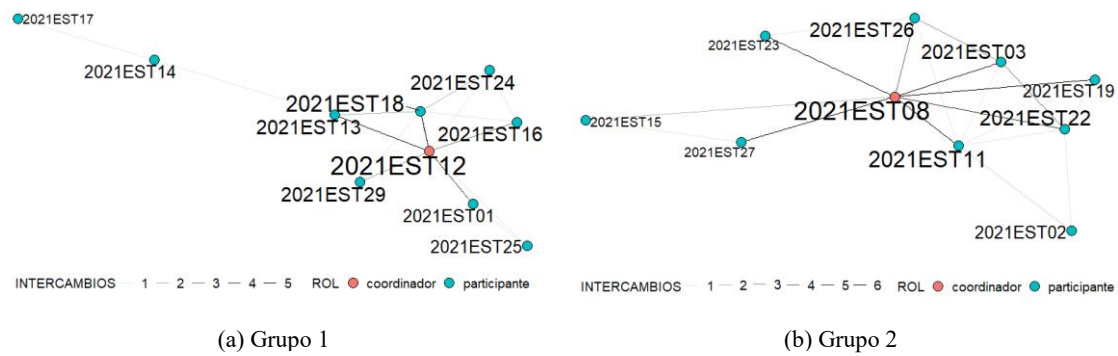 2021EST17
2021EST14
2021EST24
2021EST18
2021EST13
2021EST16
2021EST12
2021EST29
2021EST01
2021EST25
INTERCAMBIOS 1 2 3 4 5 ROL coordinador participante
(a) Grupo 1
2021EST26
2021EST23
2021EST03
2021EST19
2021EST08
2021EST15
2021EST22
2021EST27
2021EST11
2021EST02
INTERCAMBIOS 1 2 3 4 5 6 ROL coordinador participante
(b) Grupo 2